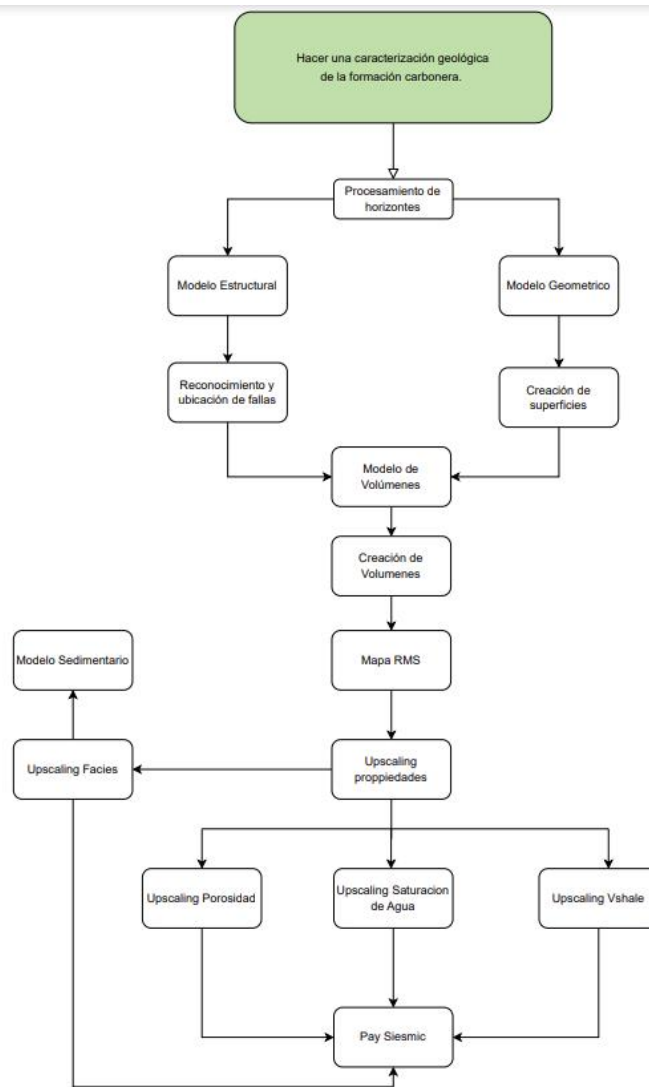 Hacer una caracterización geológica
de la formación carbonera.
Procesamiento de
horizontes
Modelo Estructural
Modelo Geometrico
Reconocimiento y
ubicación de fallas
Creación de
superficies
Modelo de
Volúmenes
Creación de
Volumenes
Modelo Sedimentario
Mapa RMS
Upscaling Facies
Upscaling
proppiedades
Upscaling Porosidad
Upscaling Saturacion
de Agua
Upscaling Vshale
Pay Siesmic